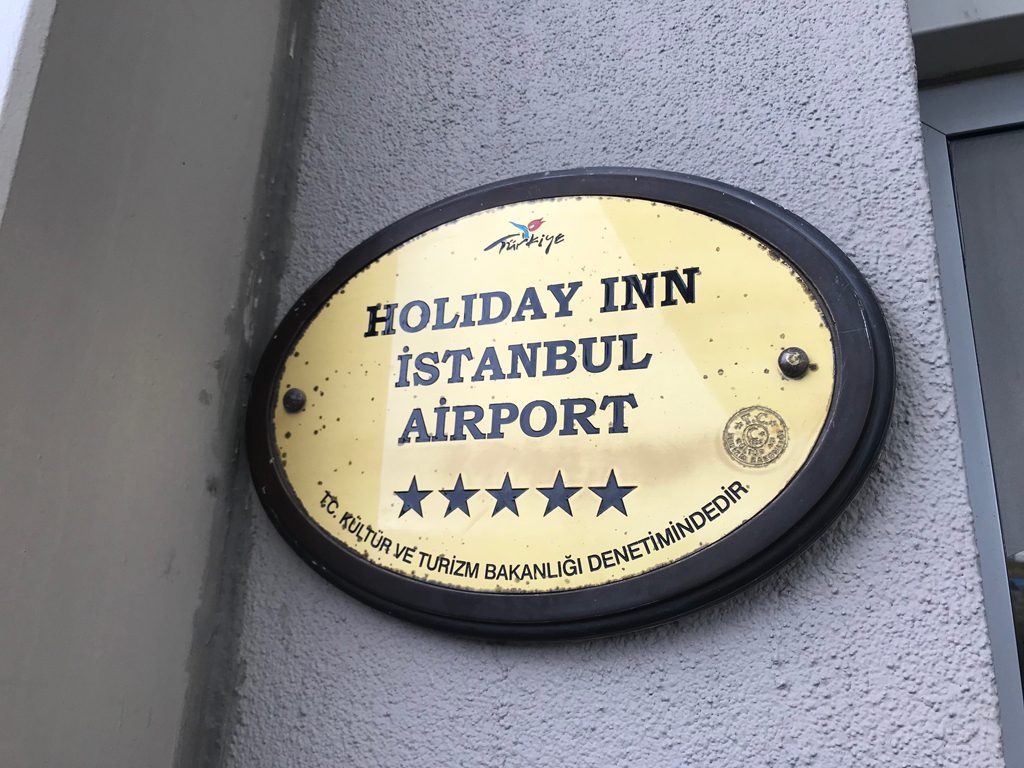 Türkiye
HOLIDAY INN
İSTANBUL
AİRPORT
T.C. KÜLTÜR VE TURİZM BAKANLIĞI DENETİMİNDEDİR
T.C.